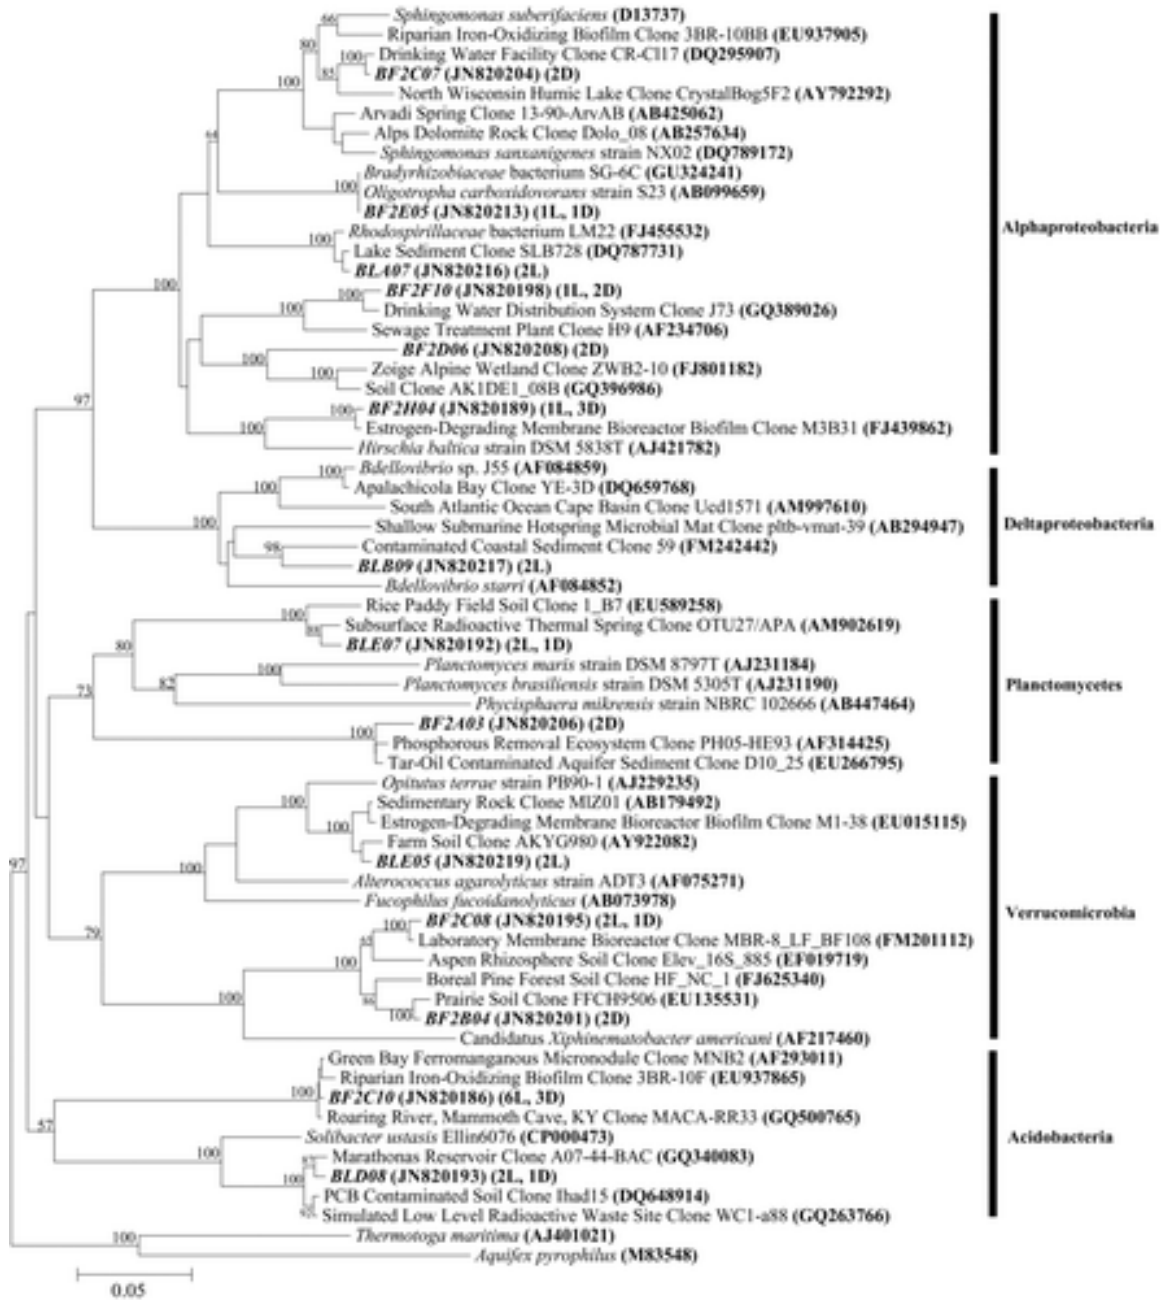 Sphingomonas suberifaciens (D13737)
66
Riparian Iron-Oxidizing Biofilm Clone 3BR-10BB (EU937905)
80
Drinking Water Facility Clone CR-Cl17 (DQ295907)
100
BF2C07 (JN820204) (2D)
85
100
North Wisconsin Humic Lake Clone CrystalBog5F2 (AY792292)
Arvadi Spring Clone 13-90-ArvAB (AB425062)
64
Alps Dolomite Rock Clone Dolo_08 (AB257634)
Sphingomonas sanxanigenes strain NX02 (DQ789172)
Bradyrhizobiaceae bacterium SG-6C (GU324241)
100
Oligotropha carboxidovorans strain S23 (AB099659)
BF2E05 (JN820213) (1L, 1D)
Alphaproteobacteria
Rhodospirillaceae bacterium LM22 (FJ455532)
100
Lake Sediment Clone SLB728 (DQ787731)
BLA07 (JN820216) (2L)
100
BF2F10 (JN820198) (1L, 2D)
100
Drinking Water Distribution System Clone J73 (GQ389026)
100
Sewage Treatment Plant Clone H9 (AF234706)
BF2D06 (JN820208) (2D)
100
Zoige Alpine Wetland Clone ZWB2-10 (FJ801182)
100
Soil Clone AK1DE1_08B (GQ396986)
97
BF2H04 (JN820189) (1L, 3D)
100
Estrogen-Degrading Membrane Bioreactor Biofilm Clone M3B31 (FJ439862)
100
Hirschia baltica strain DSM 5838T (AJ421782)
Bdellovibrio sp. J55 (AF084859)
100
Apalachicola Bay Clone YE-3D (DQ659768)
100
South Atlantic Ocean Cape Basin Clone Ucd1571 (AM997610)
100
Shallow Submarine Hotspring Microbial Mat Clone pltb-vmat-39 (AB294947)
Deltaproteobacteria
Contaminated Coastal Sediment Clone 59 (FM242442)
98
BLB09 (JN820217) (2L)
Bdellovibrio starri (AF084852)
Rice Paddy Field Soil Clone 1_B7 (EU589258)
100
Subsurface Radioactive Thermal Spring Clone OTU27/APA (AM902619)
88
BLE07 (JN820192) (2L, 1D)
80
Planctomyces maris strain DSM 8797T (AJ231184)
100
Planctomyces brasiliensis strain DSM 5305T (AJ231190)
82
Planctomycetes
73
Phycisphaera mikrensis strain NBRC 102666 (AB447464)
BF2A03 (JN820206) (2D)
100
Phosphorous Removal Ecosystem Clone PH05-HE93 (AF314425)
Tar-Oil Contaminated Aquifer Sediment Clone D10_25 (EU266795)
Opitutus terrae strain PB90-1 (AJ229235)
100
Sedimentary Rock Clone MIZ01 (AB179492)
Estrogen-Degrading Membrane Bioreactor Biofilm Clone M1-38 (EU015115)
100
Farm Soil Clone AKYG980 (AY922082)
BLE05 (JN820219) (2L)
97
100
Alterococcus agarolyticus strain ADT3 (AF075271)
Fucophilus fucoidanolyticus (AB073978)
Verrucomicrobia
BF2C08 (JN820195) (2L, 1D)
100
79
Laboratory Membrane Bioreactor Clone MBR-8_LF_BF108 (FM201112)
Aspen Rhizosphere Soil Clone Elev_16S_885 (EF019719)
100
Boreal Pine Forest Soil Clone HF_NC_1 (FJ625340)
100
Prairie Soil Clone FFCH9506 (EU135531)
100
BF2B04 (JN820201) (2D)
Candidatus Xiphinematobacter americani (AF217460)
Green Bay Ferromanganous Micronodule Clone MNB2 (AF293011)
Riparian Iron-Oxidizing Biofilm Clone 3BR-10F (EU937865)
100
BF2C10 (JN820186) (6L, 3D)
Roaring River, Mammoth Cave, KY Clone MACA-RR33 (GQ500765)
57
Solibacter ustasis Ellin6076 (CP000473)
Acidobacteria
100
Marathonas Reservoir Clone A07-44-BAC (GQ340083)
BLD08 (JN820193) (2L, 1D)
100
PCB Contaminated Soil Clone Ihad15 (DQ648914)
Simulated Low Level Radioactive Waste Site Clone WC1-a88 (GQ263766)
Thermotoga maritima (AJ401021)
100
Aquifex pyrophilus (M83548)
0.05